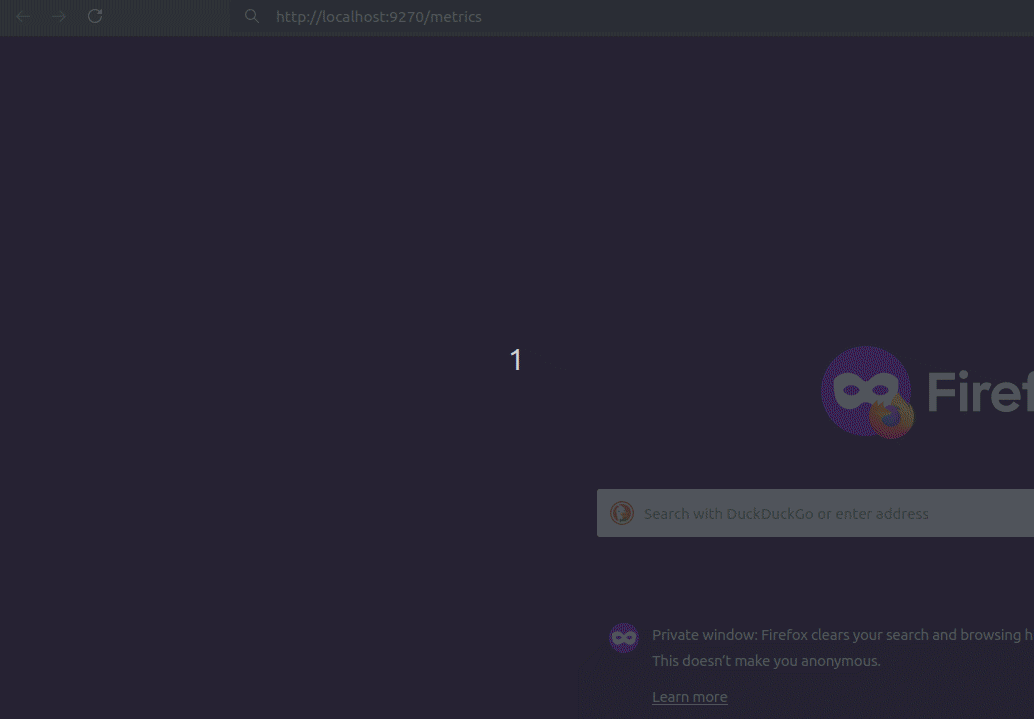 http://localhost:9270/metrics
1
Firef
Search with DuckDuckGo or enter address
Private window: Firefox clears your search and browsing h
This doesn't make you anonymous.
Learn more